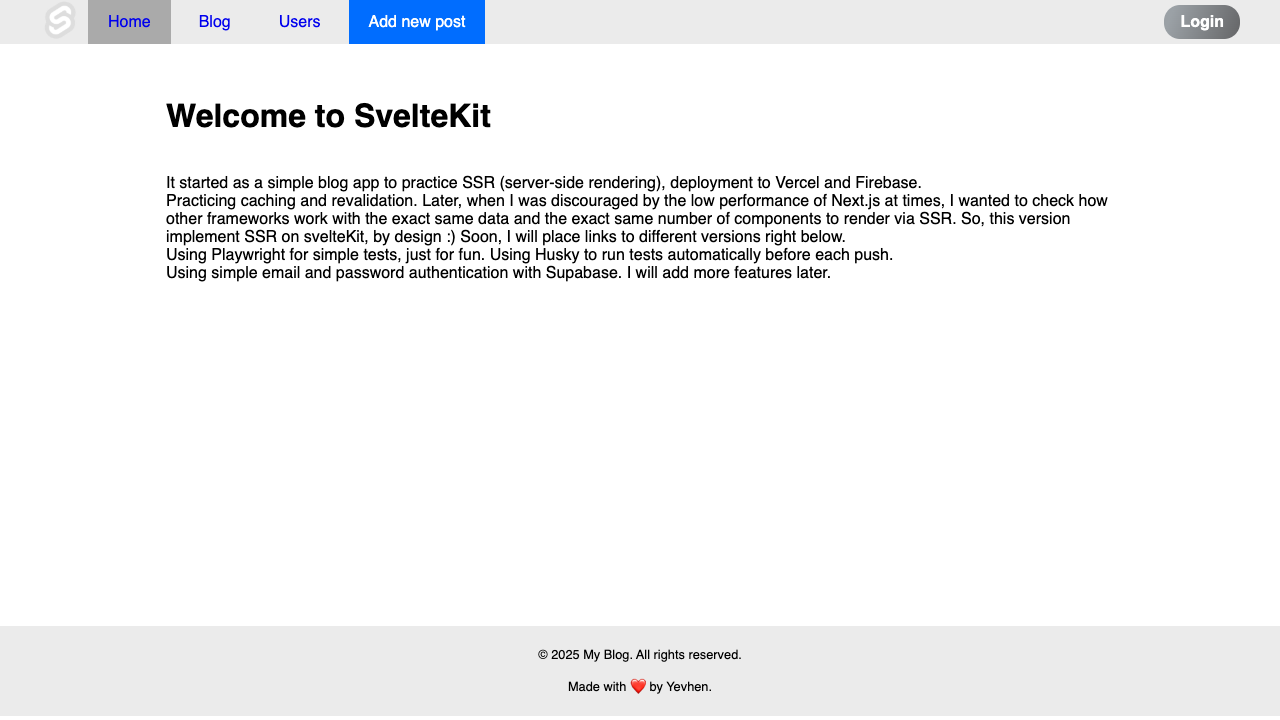 Home Blog Users Add new post Login
Welcome to SvelteKit
It started as a simple blog app to practice SSR (server-side rendering), deployment to Vercel and Firebase.
Practicing caching and revalidation. Later, when I was discouraged by the low performance of Next.js at times, I wanted to check how
other frameworks work with the exact same data and the exact same number of components to render via SSR. So, this version
implement SSR on svelteKit, by design :) Soon, I will place links to different versions right below.
Using Playwright for simple tests, just for fun. Using Husky to run tests automatically before each push.
Using simple email and password authentication with Supabase. I will add more features later.
© 2025 My Blog. All rights reserved.
Made with ❤️ by Yevhen.